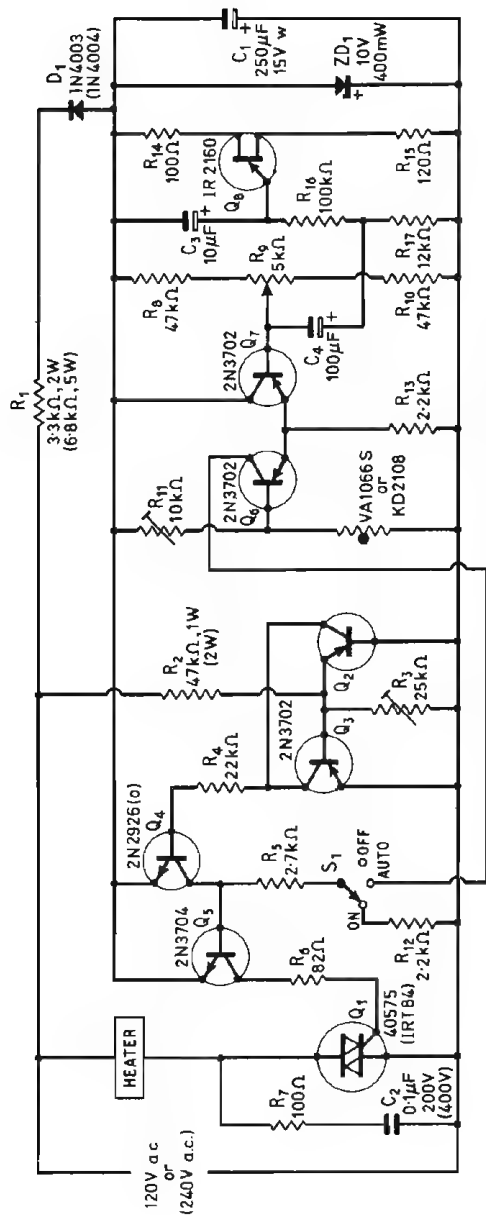 120V a.c
or
(240V a.c.)
HEATER
R7
100Ω
C2
0·1μF
200V
(400V)
Q1
40575
(IRT84)
R6
82Ω
2N3704
Q5
2N2926(o)
Q4
R5
2·7kΩ
S1
ON
OFF
AUTO
R12
2·2kΩ
R4
22kΩ
2N3702
Q3
R2
47kΩ,1W
(2W)
Q2
R3
25kΩ
R1
3·3kΩ,2W
(6·8kΩ,5W)
R11
10kΩ
VA1066S
or
KD2108
2N3702
Q6
2N3702
Q7
R13
2·2kΩ
R8
47kΩ
R9
5kΩ
C4
100μF
+
R10
47kΩ
C3
10μF
+
Q8
IR2160
R16
100kΩ
R17
12kΩ
R14
100Ω
R15
120Ω
D1
1N4003
(1N4004)
C1
250μF
15V w
+
ZD1
10V
400mW
+